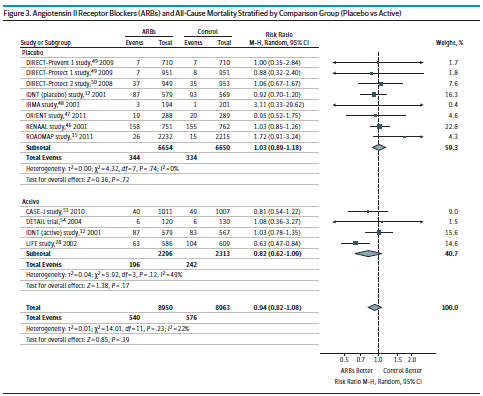 Figure 3. Angiotensin II Receptor Blockers (ARBs) and All-Cause Mortality Stratified by Comparison Group (Placebo vs Active)
ARBs Control Risk Ratio
Study or Subgroup Events Total Events Total M-H, Random, 95% CI Weight, %
Placebo
DIRECT-Prevent 1 study,49 2009 7 710 7 710 1.00 (0.35-2.84) 1.7
DIRECT-Protect 1 study,49 2009 7 951 8 951 0.88 (0.32-2.40) 1.8
DIRECT-Protect 2 study,50 2008 37 949 35 953 1.06 (0.67-1.67) 7.6
IDNT (placebo) study,12 2001 87 579 93 569 0.92 (0.70-1.20) 16.3
IRMA study,48 2001 3 194 1 201 3.11 (0.33-29.62) 0.4
ORIENT study,47 2011 19 288 20 289 0.95 (0.52-1.75) 4.6
RENAAL study,46 2001 158 751 155 762 1.03 (0.85-1.26) 22.8
ROADMAP study,15 2011 26 2232 15 2215 1.72 (0.91-3.24) 4.3
Subtotal 6654 6650 1.03 (0.89-1.18) 59.3
Total Events 344 334
Heterogeneity: τ²=0.00; χ²=4.32, df=7, P=.74; I²=0%
Test for overall effect: Z=0.36, P=.72
Active
CASE-J study,51 2010 40 1011 49 1007 0.81 (0.54-1.22) 9.0
DETAIL trial,54 2004 6 120 6 130 1.08 (0.36-3.27) 1.5
IDNT (active) study,12 2001 87 579 83 567 1.03 (0.78-1.35) 15.6
LIFE study,28 2002 63 586 104 609 0.63 (0.47-0.84) 14.6
Subtotal 2296 2313 0.82 (0.62-1.09) 40.7
Total Events 196 242
Heterogeneity: τ²=0.04; χ²=5.92, df=3, P=.12; I²=49%
Test for overall effect: Z=1.38, P=.17
Total 8950 8963 0.94 (0.82-1.08) 100.0
Total Events 540 576
Heterogeneity: τ²=0.01; χ²=14.01, df=11, P=.23; I²=22%
Test for overall effect: Z=0.85, P=.39
0.5 0.7 1.0 1.5 2.0
ARBs Better Control Better
Risk Ratio M-H, Random, 95% CI